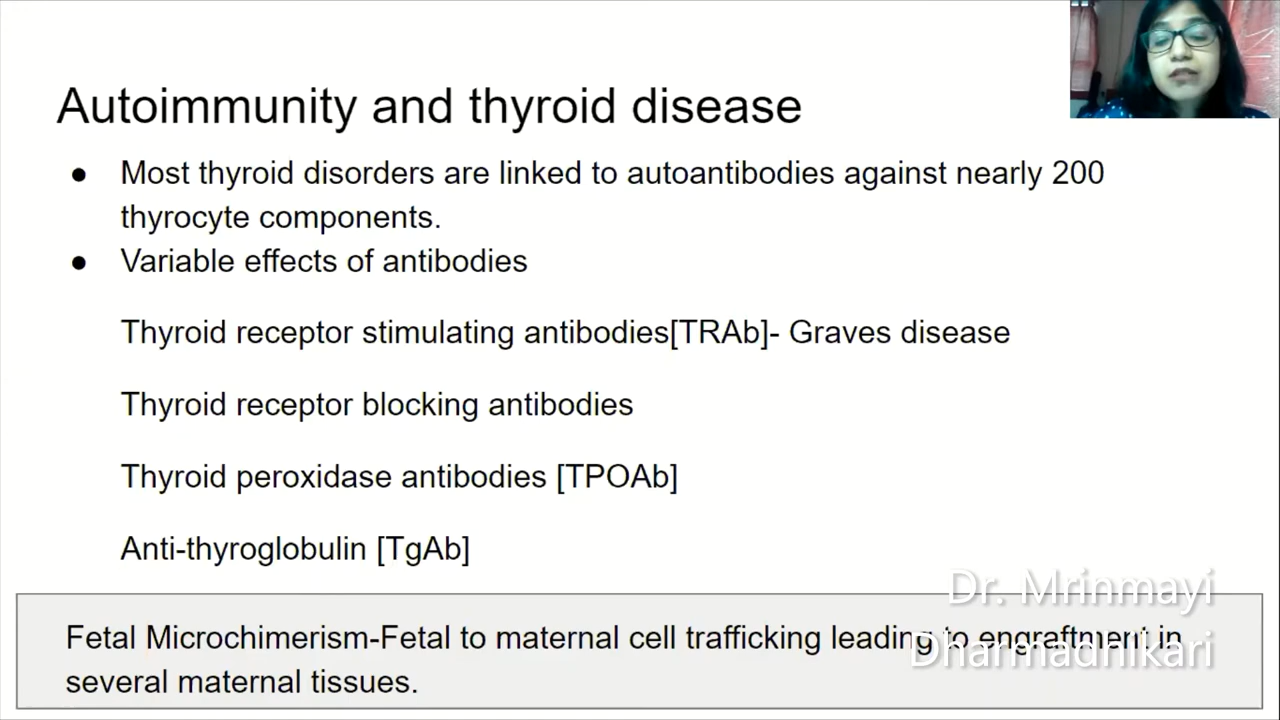 Autoimmunity and thyroid disease
● Most thyroid disorders are linked to autoantibodies against nearly 200
thyrocyte components.
● Variable effects of antibodies
Thyroid receptor stimulating antibodies[TRAb]- Graves disease
Thyroid receptor blocking antibodies
Thyroid peroxidase antibodies [TPOAb]
Anti-thyroglobulin [TgAb]
Fetal Microchimerism-Fetal to maternal cell trafficking leading to engraftment in
several maternal tissues.
Dr. Mrinmayi
Dharmadhikari